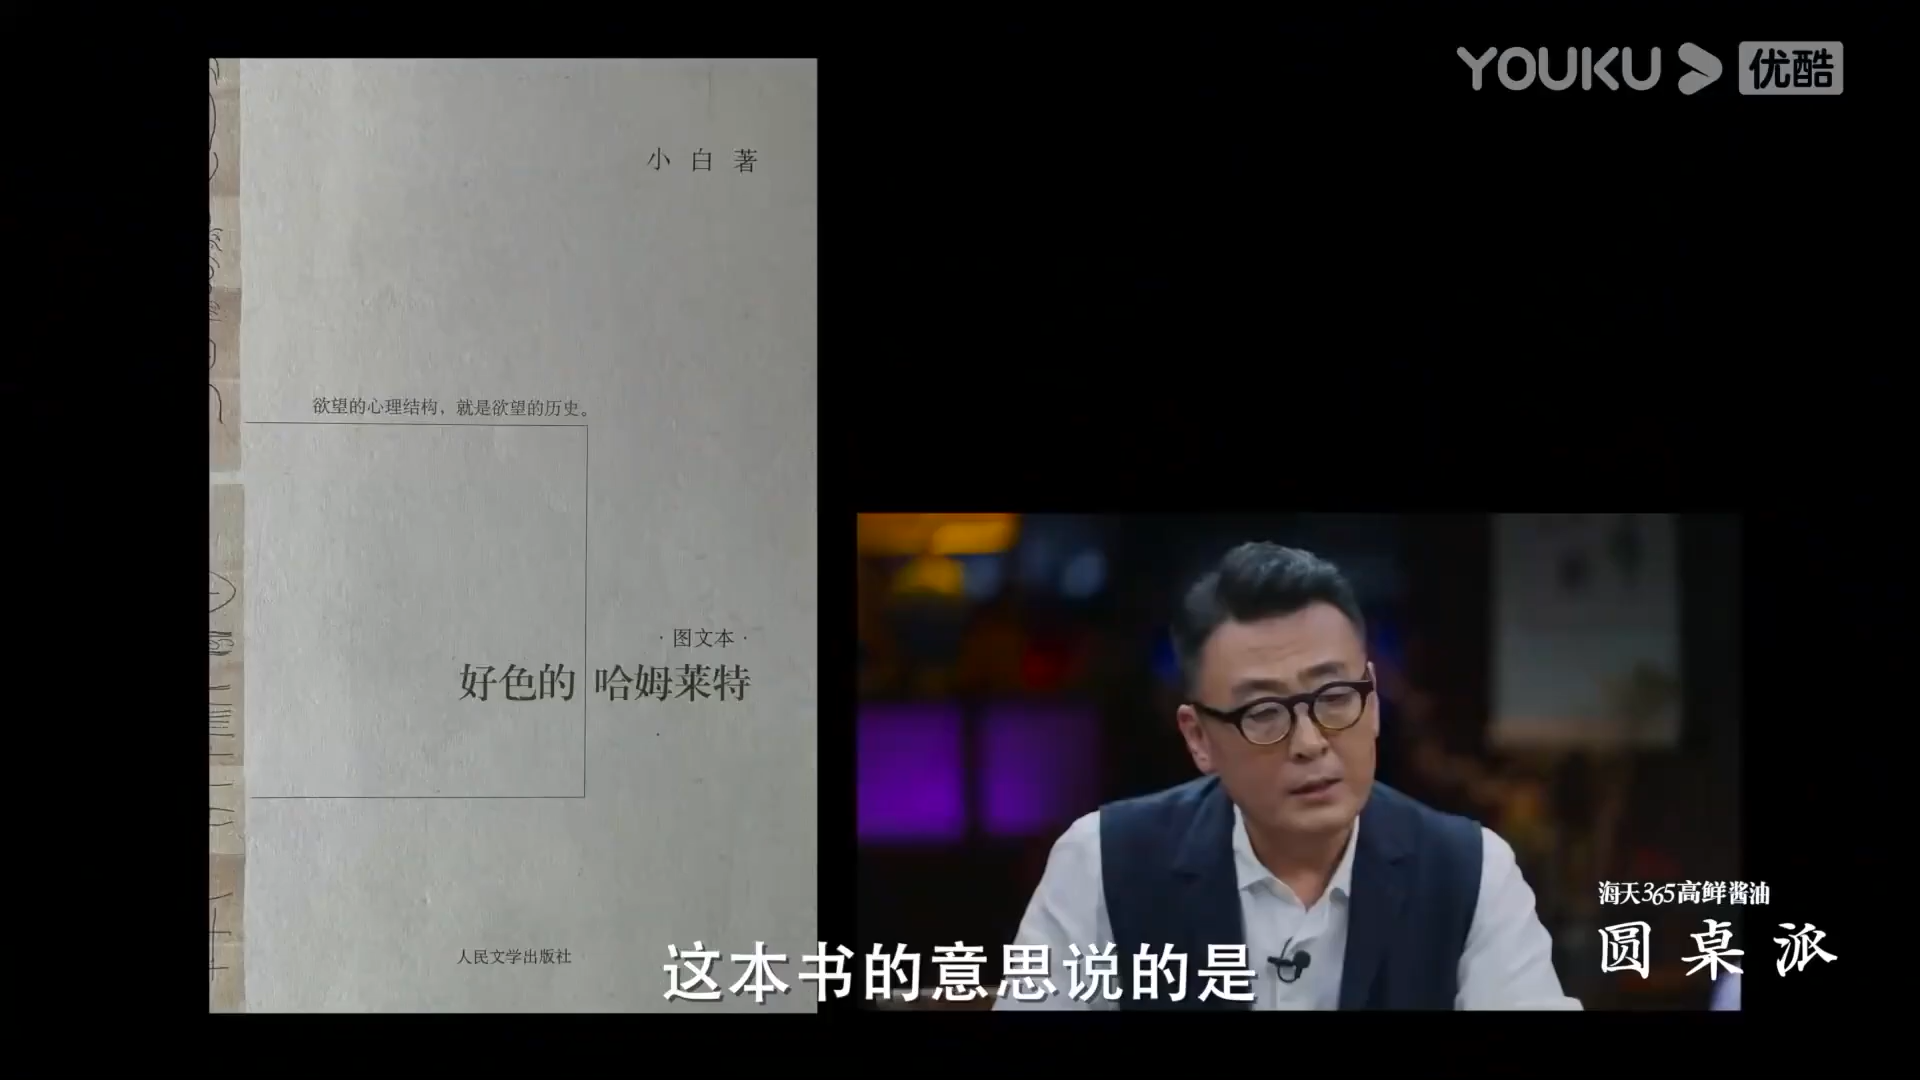 YOUKU 优酷
小白著
欲望的心理结构，就是欲望的历史。
·图文本·
好色的 哈姆莱特
人民文学出版社
海天365高鲜酱油
圆桌派
这本书的意思说的是